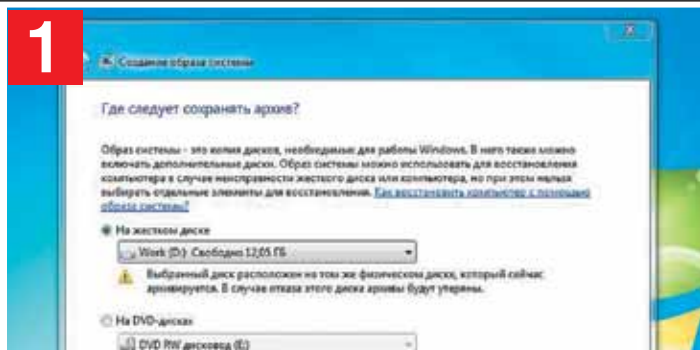 1
Создание образа системы
Где следует сохранять архив?
Образ системы - это копия дисков, необходимых для работы Windows. В него также можно
включать дополнительные диски. Образ системы можно использовать для восстановления
компьютера в случае неисправности жесткого диска или компьютера, но при этом нельзя
выбирать отдельные элементы для восстановления. Как восстановить компьютер с помощью
образа системы?
На жестком диске
Work (D:) Свободно 12,05 ГБ
Выбранный диск расположен на том же физическом диске, который сейчас
архивируется. В случае отказа этого диска архивы будут утеряны.
На DVD-дисках
DVD RW дисковод (E:)